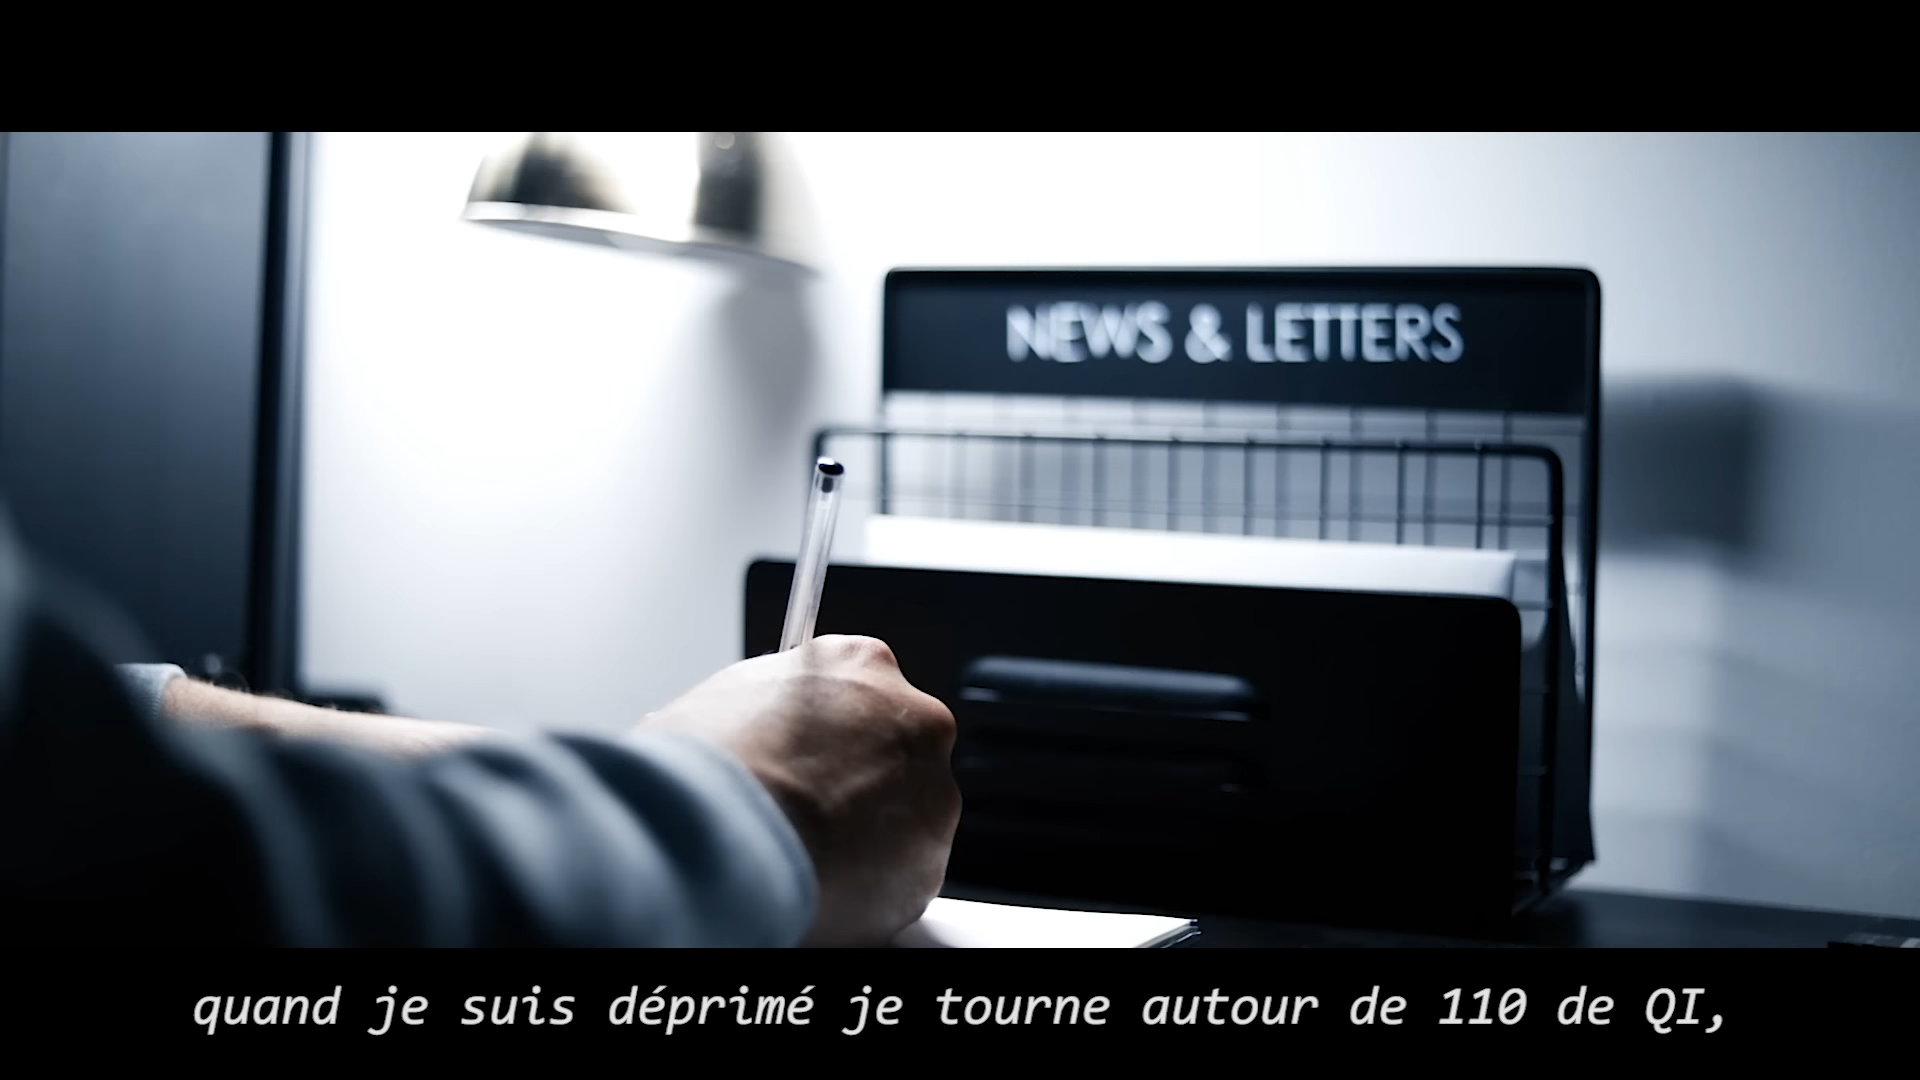 NEWS & LETTERS
quand je suis déprimé je tourne autour de 110 de QI,